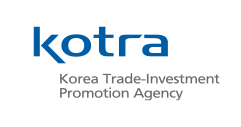 kotra
Korea Trade-Investment
Promotion Agency